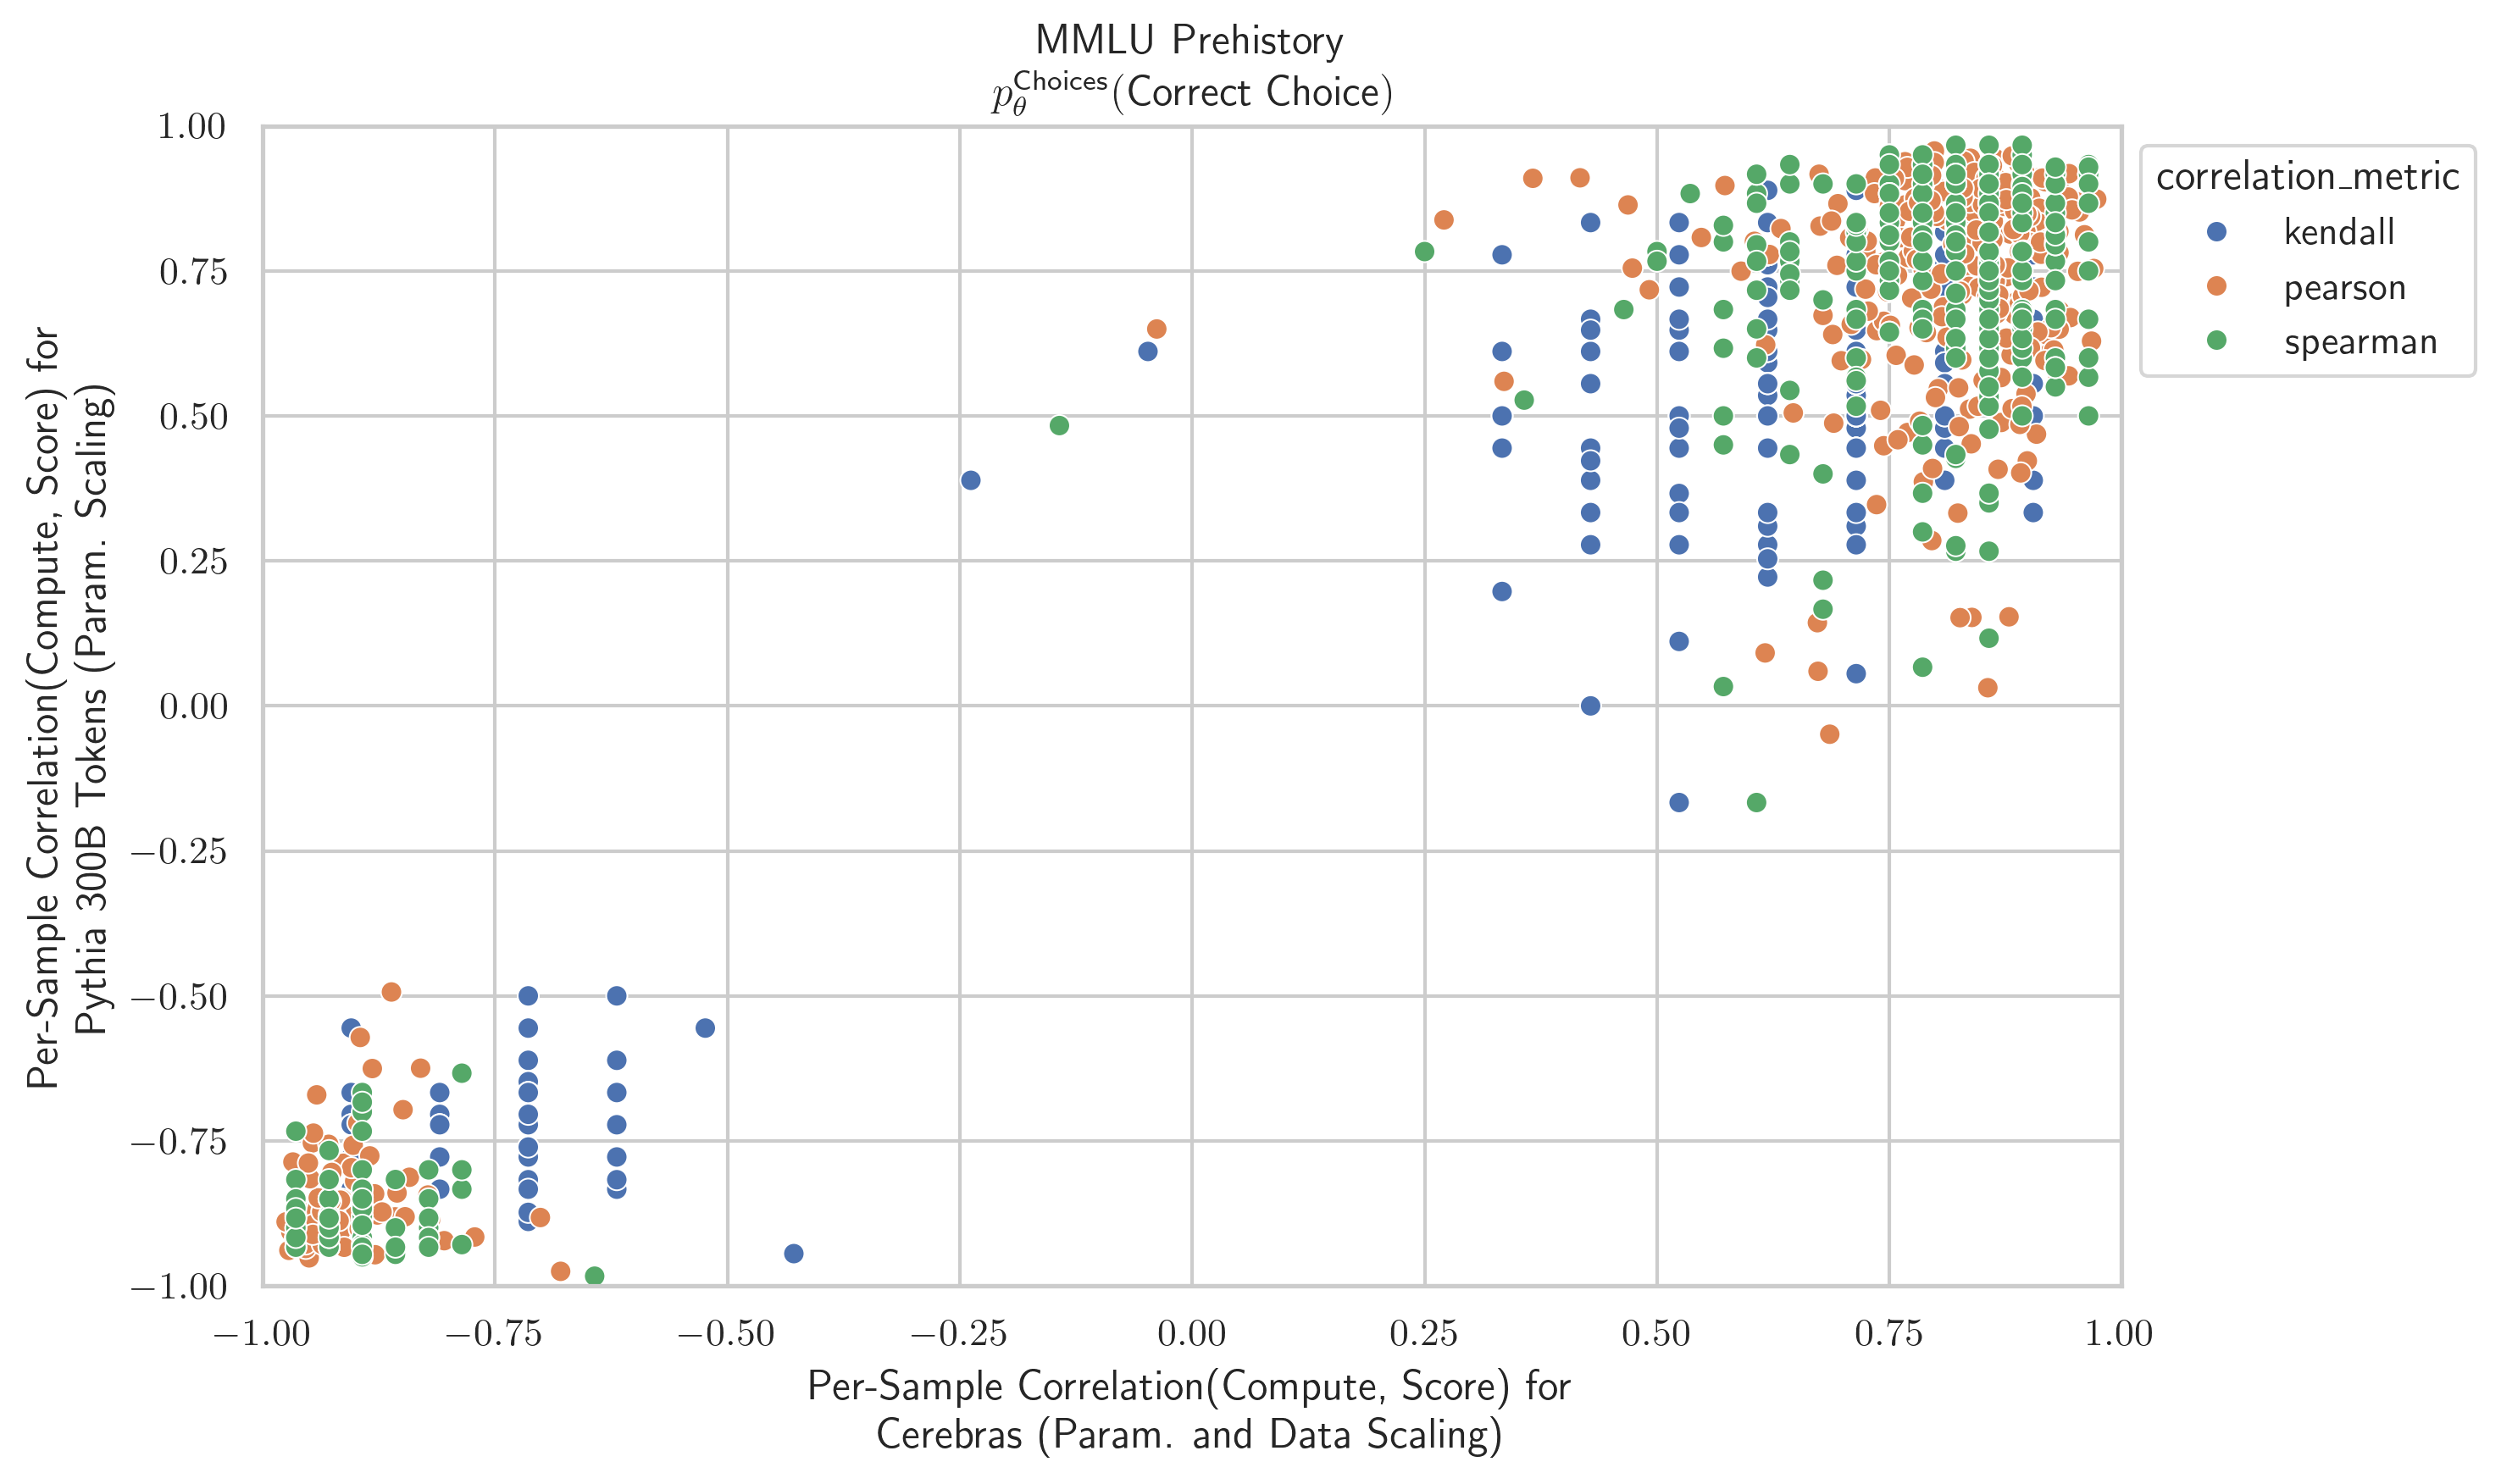 MMLU Prehistory
p_θ^Choices(Correct Choice)
Per-Sample Correlation(Compute, Score) for
Pythia 300B Tokens (Param. Scaling)
1.00
0.75
0.50
0.25
0.00
−0.25
−0.50
−0.75
−1.00
−1.00 −0.75 −0.50 −0.25 0.00 0.25 0.50 0.75 1.00
Per-Sample Correlation(Compute, Score) for
Cerebras (Param. and Data Scaling)
correlation_metric
kendall
pearson
spearman